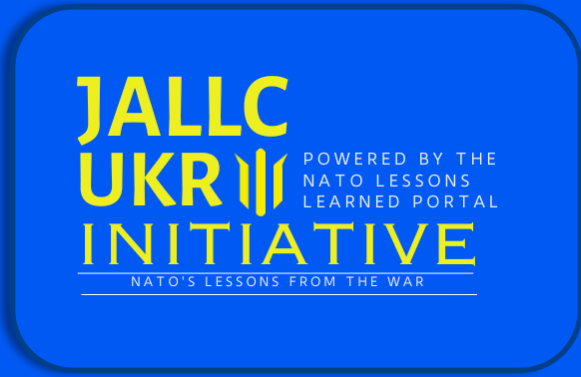 JALLC
UKR
POWERED BY THE
NATO LESSONS
LEARNED PORTAL
INITIATIVE
NATO'S LESSONS FROM THE WAR